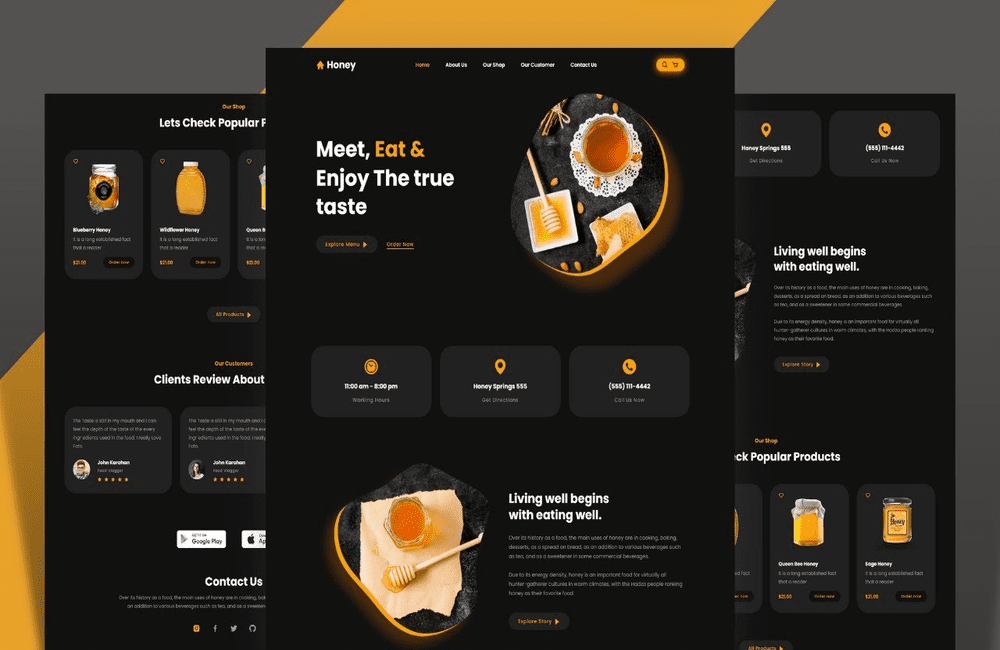 Honey
Home About Us Our Shop Our Customer Contact Us
Meet, Eat &
Enjoy The true
taste
Explore Menu Order Now
11:00 am - 8:00 pm
Working Hours
Honey Springs 555
Get Directions
(555) 111-4442
Call Us Now
Living well begins
with eating well.
Over its history as a food, the main uses of honey are in cooking, baking,
desserts, as a spread on bread, as an addition to various beverages such
as tea, and as a sweetener in some commercial beverages.
Due to its energy density, honey is an important food for virtually all
hunter-gatherer cultures in warm climates, with the Hadza people ranking
honey as their favorite food.
Explore Story
Our Shop
Lets Check Popular P
Blueberry Honey
It is a long established fact
that a reader
$21.00 Order now
Wildflower Honey
It is a long established fact
that a reader
$21.00 Order now
Queen B
It is a long
that a rea
$21.00
All Products
Our Customers
Clients Review About
The taste is still in my mouth and I can
feel the depth of the taste of the every
ingredients used in the food. I really love
John Karshan
Food Vlogger
The taste is still in my
feel the depth of the
ingredients used in
John Karshan
Food Vlogger
GET IT ON
Google Play
Ap
Contact Us
Over its history as a food, the main uses of honey are in cooking, bak
an addition to various beverages such as tea, and as a sweeten
Honey Springs 555
Get Directions
(555) 111-4442
Call Us Now
Living well begins
with eating well.
Over its history as a food, the main uses of honey are in cooking, baking,
desserts, as a spread on bread, as an addition to various beverages such
as tea, and as a sweetener in some commercial beverages.
Due to its energy density, honey is an important food for virtually all
hunter-gatherer cultures in warm climates, with the Hadza people ranking
honey as their favorite food.
Explore Story
Our Shop
ck Popular Products
Queen Bee Honey
It is a long established fact
that a reader
$21.00 Order now
Honey
Sage Honey
It is a long established fact
that a reader
$21.00 Order now
All Products